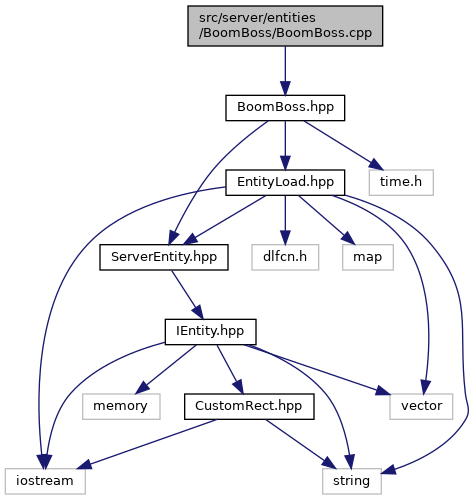 src/server/entities
/BoomBoss/BoomBoss.cpp
BoomBoss.hpp
EntityLoad.hpp
time.h
ServerEntity.hpp
dlfcn.h
map
IEntity.hpp
memory
CustomRect.hpp
vector
iostream
string